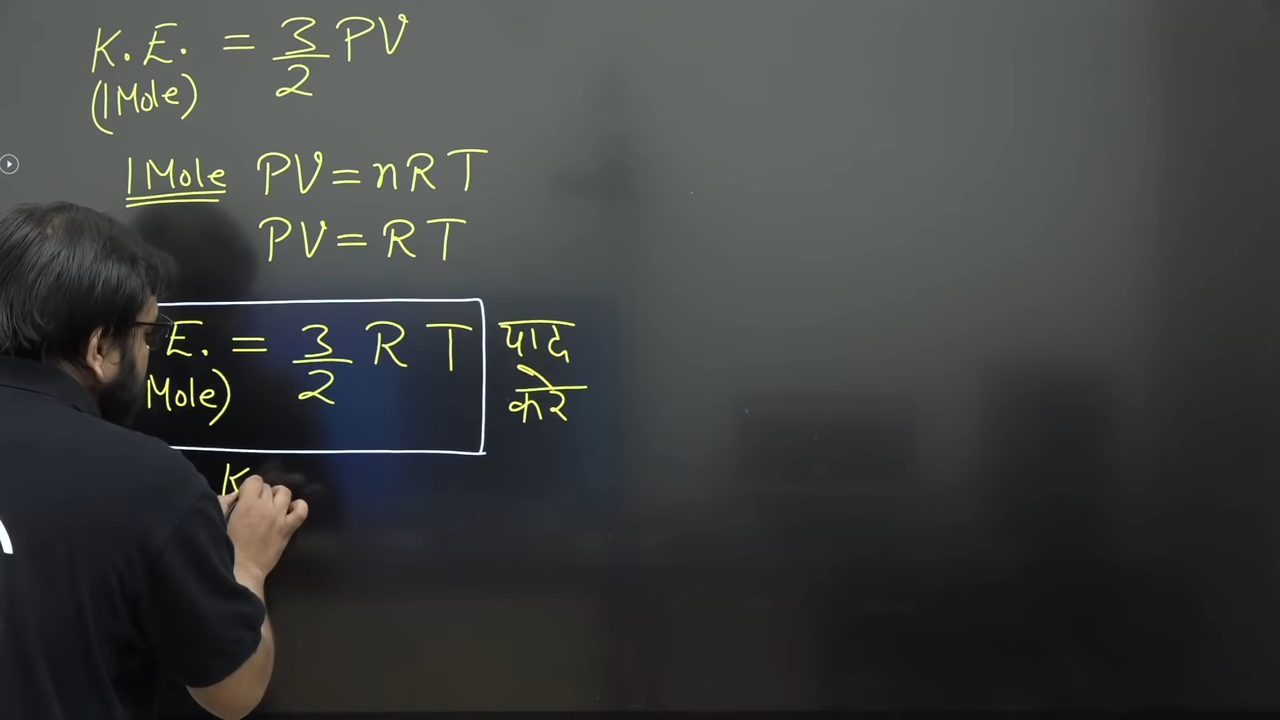 K.E. = 3/2 PV
(1Mole)
1Mole PV = nRT
PV = RT
E. = 3/2 RT
Mole)
याद
करे
K